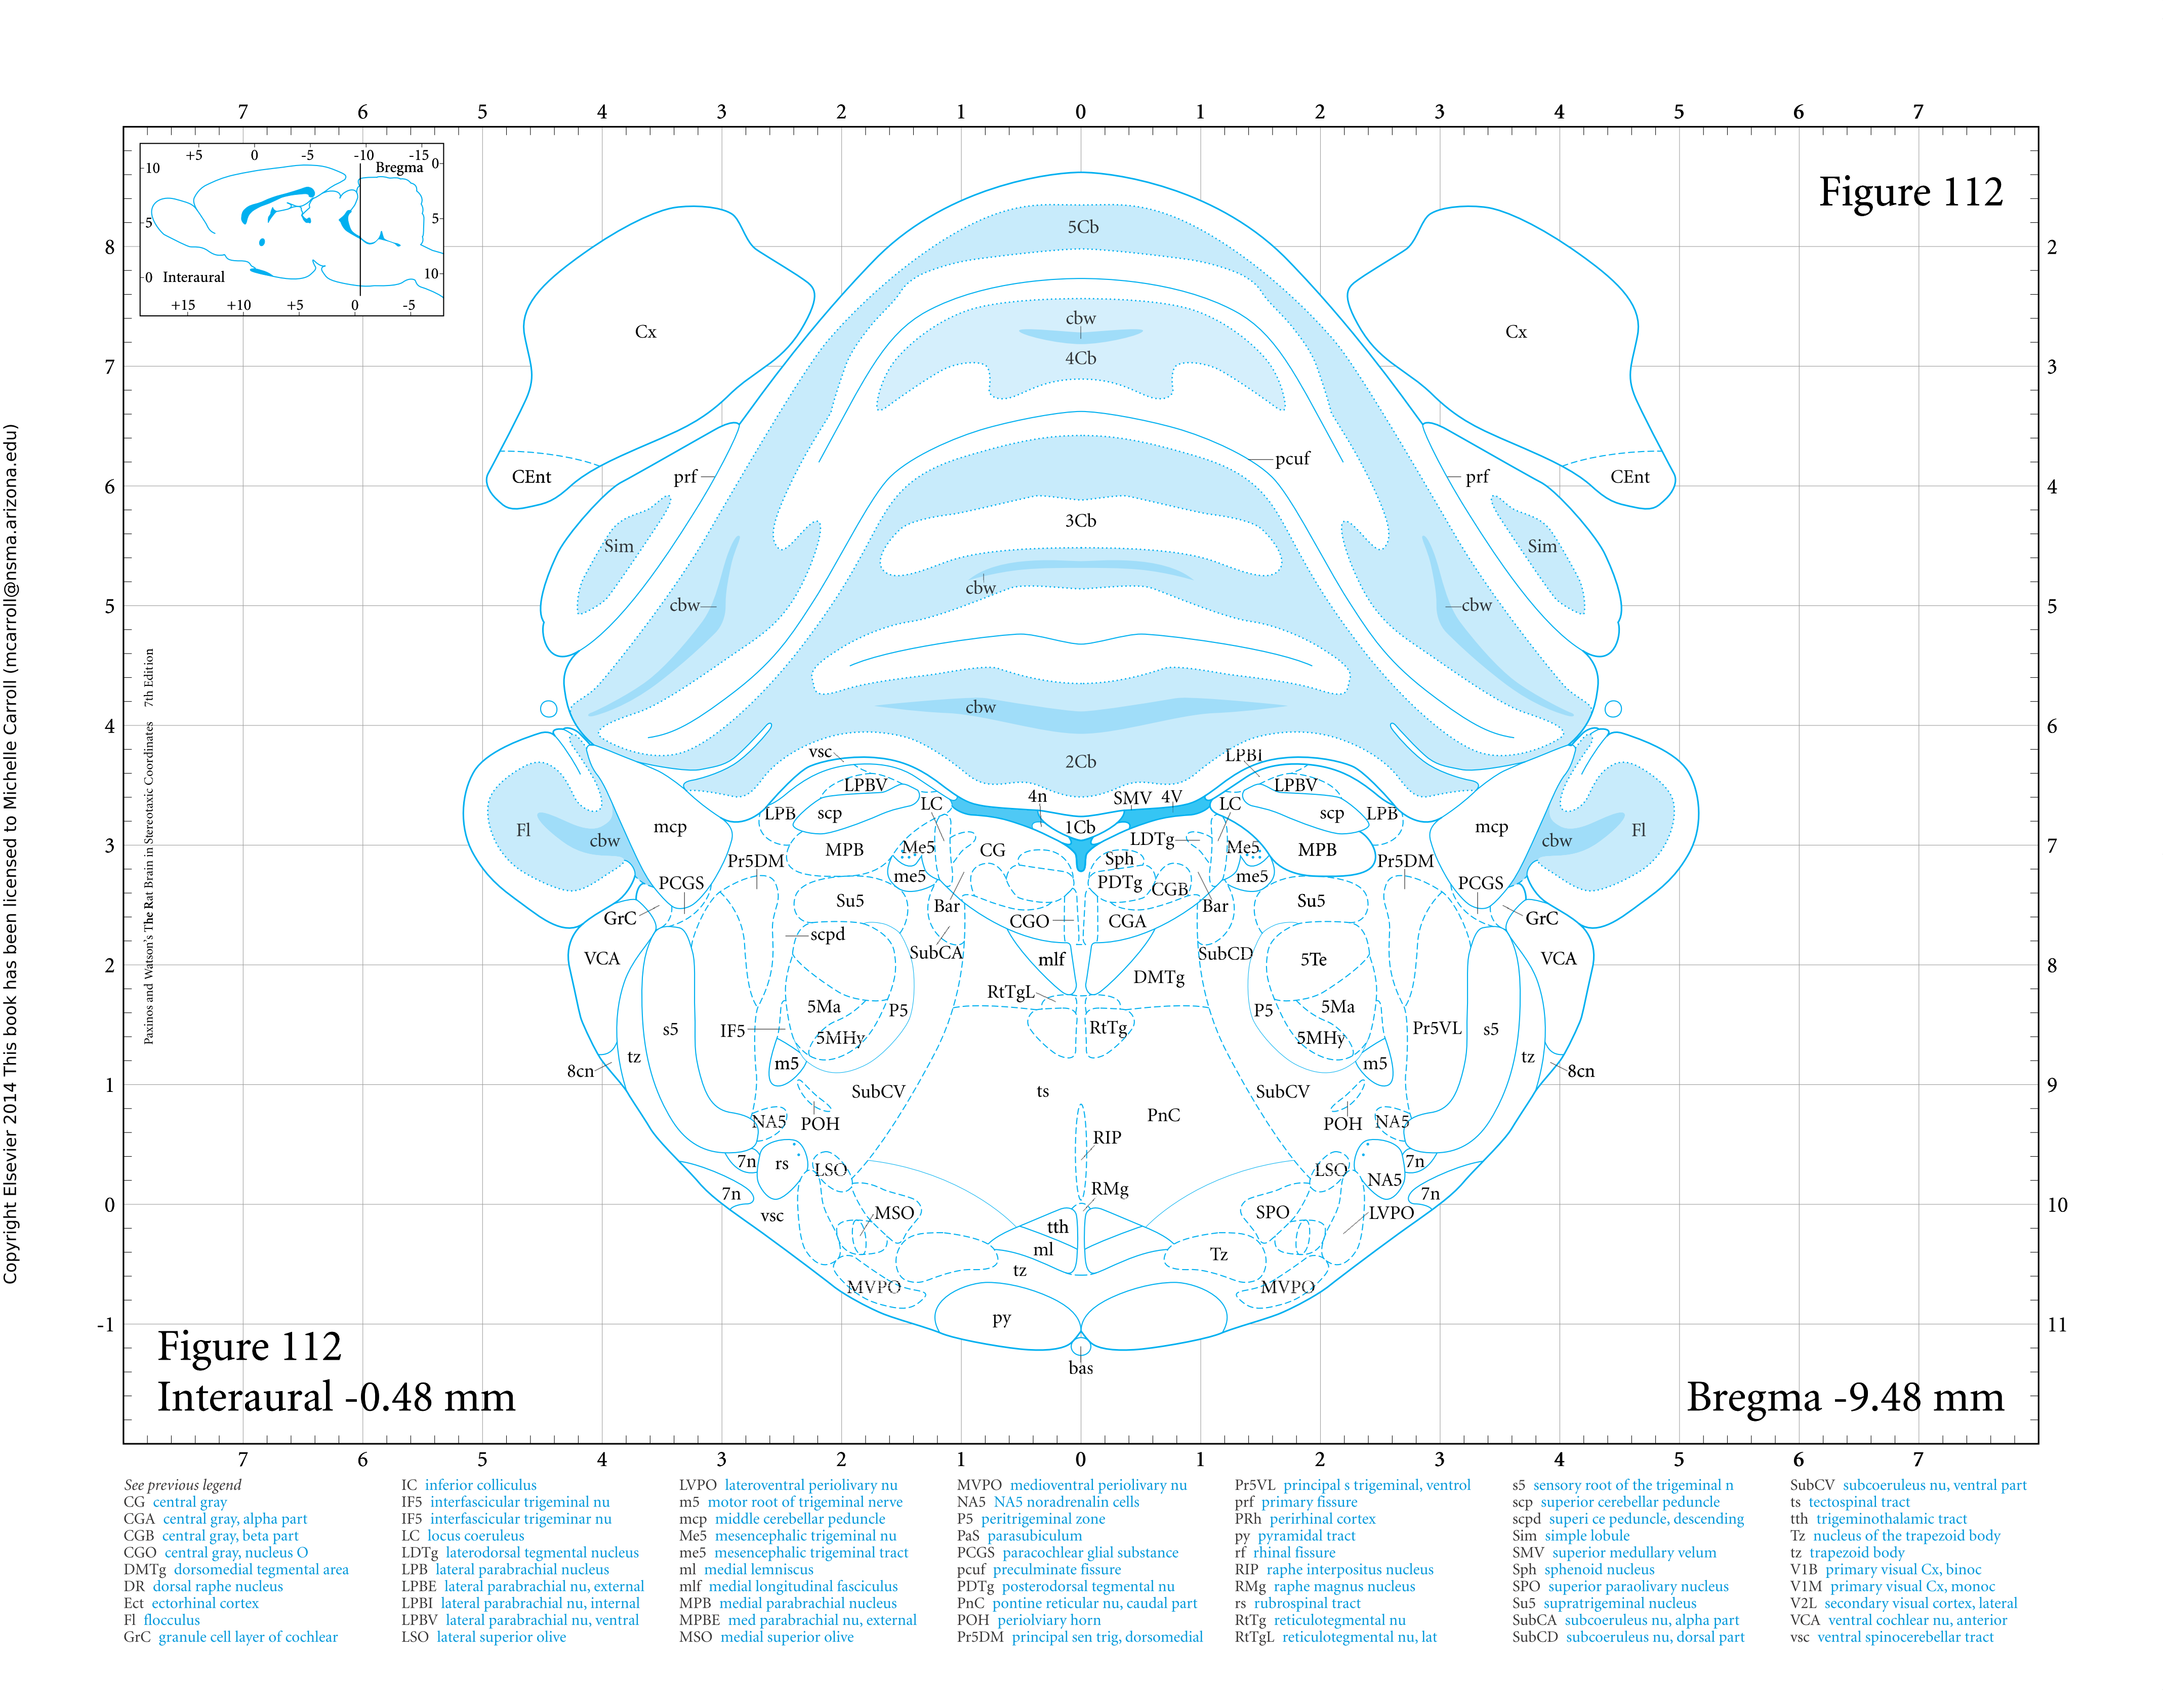 7 6 5 4 3 2 1 0 1 2 3 4 5 6 7
+5 0 -5 -10 -15
Bregma 0
10
-5 5
0 Interaural 10
+15 +10 +5 0 -5
Figure 112
8 2
7 3
6 4
5 5
4 6
3 7
2 8
1 9
0 10
-1 11
5Cb
Cx cbw Cx
4Cb
pcuf
CEnt prf prf CEnt
3Cb
Sim Sim
cbw cbw cbw
cbw
vsc 2Cb LPBI
LPBV LPBV
4n SMV 4V
LPB scp LC LC scp LPB
Fl cbw mcp 1Cb mcp cbw Fl
LDTg
MPB Me5 CG Me5 MPB
Pr5DM Sph Pr5DM
PCGS me5 PDTg CGB me5 PCGS
Su5 Bar Bar Su5
GrC CGO CGA GrC
scpd
SubCA SubCD
VCA mlf 5Te VCA
DMTg
RtTgL
5Ma P5 P5 5Ma
s5 IF5 RtTg Pr5VL s5
5MHy 5MHy
tz m5 m5 tz
8cn 8cn
SubCV ts SubCV
PnC
NA5 POH POH NA5
RIP
7n rs LSO LSO 7n
NA5
7n RMg 7n
vsc MSO SPO LVPO
tth
ml Tz
tz
MVPO MVPO
py
bas
Figure 112
Interaural -0.48 mm
Bregma -9.48 mm
7 6 5 4 3 2 1 0 1 2 3 4 5 6 7
Copyright Elsevier 2014 This book has been licensed to Michelle Carroll (mcarroll@nsma.arizona.edu)
Paxinos and Watson's The Rat Brain in Stereotaxic Coordinates 7th Edition
See previous legend
CG central gray
CGA central gray, alpha part
CGB central gray, beta part
CGO central gray, nucleus O
DMTg dorsomedial tegmental area
DR dorsal raphe nucleus
Ect ectorhinal cortex
Fl flocculus
GrC granule cell layer of cochlear
IC inferior colliculus
IF5 interfascicular trigeminal nu
IF5 interfascicular trigeminar nu
LC locus coeruleus
LDTg laterodorsal tegmental nucleus
LPB lateral parabrachial nucleus
LPBE lateral parabrachial nu, external
LPBI lateral parabrachial nu, internal
LPBV lateral parabrachial nu, ventral
LSO lateral superior olive
LVPO lateroventral periolivary nu
m5 motor root of trigeminal nerve
mcp middle cerebellar peduncle
Me5 mesencephalic trigeminal nu
me5 mesencephalic trigeminal tract
ml medial lemniscus
mlf medial longitudinal fasciculus
MPB medial parabrachial nucleus
MPBE med parabrachial nu, external
MSO medial superior olive
MVPO medioventral periolivary nu
NA5 NA5 noradrenalin cells
P5 peritrigeminal zone
PaS parasubiculum
PCGS paracochlear glial substance
pcuf preculminate fissure
PDTg posterodorsal tegmental nu
PnC pontine reticular nu, caudal part
POH periolviary horn
Pr5DM principal sen trig, dorsomedial
Pr5VL principal s trigeminal, ventrol
prf primary fissure
PRh perirhinal cortex
py pyramidal tract
rf rhinal fissure
RIP raphe interpositus nucleus
RMg raphe magnus nucleus
rs rubrospinal tract
RtTg reticulotegmental nu
RtTgL reticulotegmental nu, lat
s5 sensory root of the trigeminal n
scp superior cerebellar peduncle
scpd superi ce peduncle, descending
Sim simple lobule
SMV superior medullary velum
Sph sphenoid nucleus
SPO superior paraolivary nucleus
Su5 supratrigeminal nucleus
SubCA subcoeruleus nu, alpha part
SubCD subcoeruleus nu, dorsal part
SubCV subcoeruleus nu, ventral part
ts tectospinal tract
tth trigeminothalamic tract
Tz nucleus of the trapezoid body
tz trapezoid body
V1B primary visual Cx, binoc
V1M primary visual Cx, monoc
V2L secondary visual cortex, lateral
VCA ventral cochlear nu, anterior
vsc ventral spinocerebellar tract